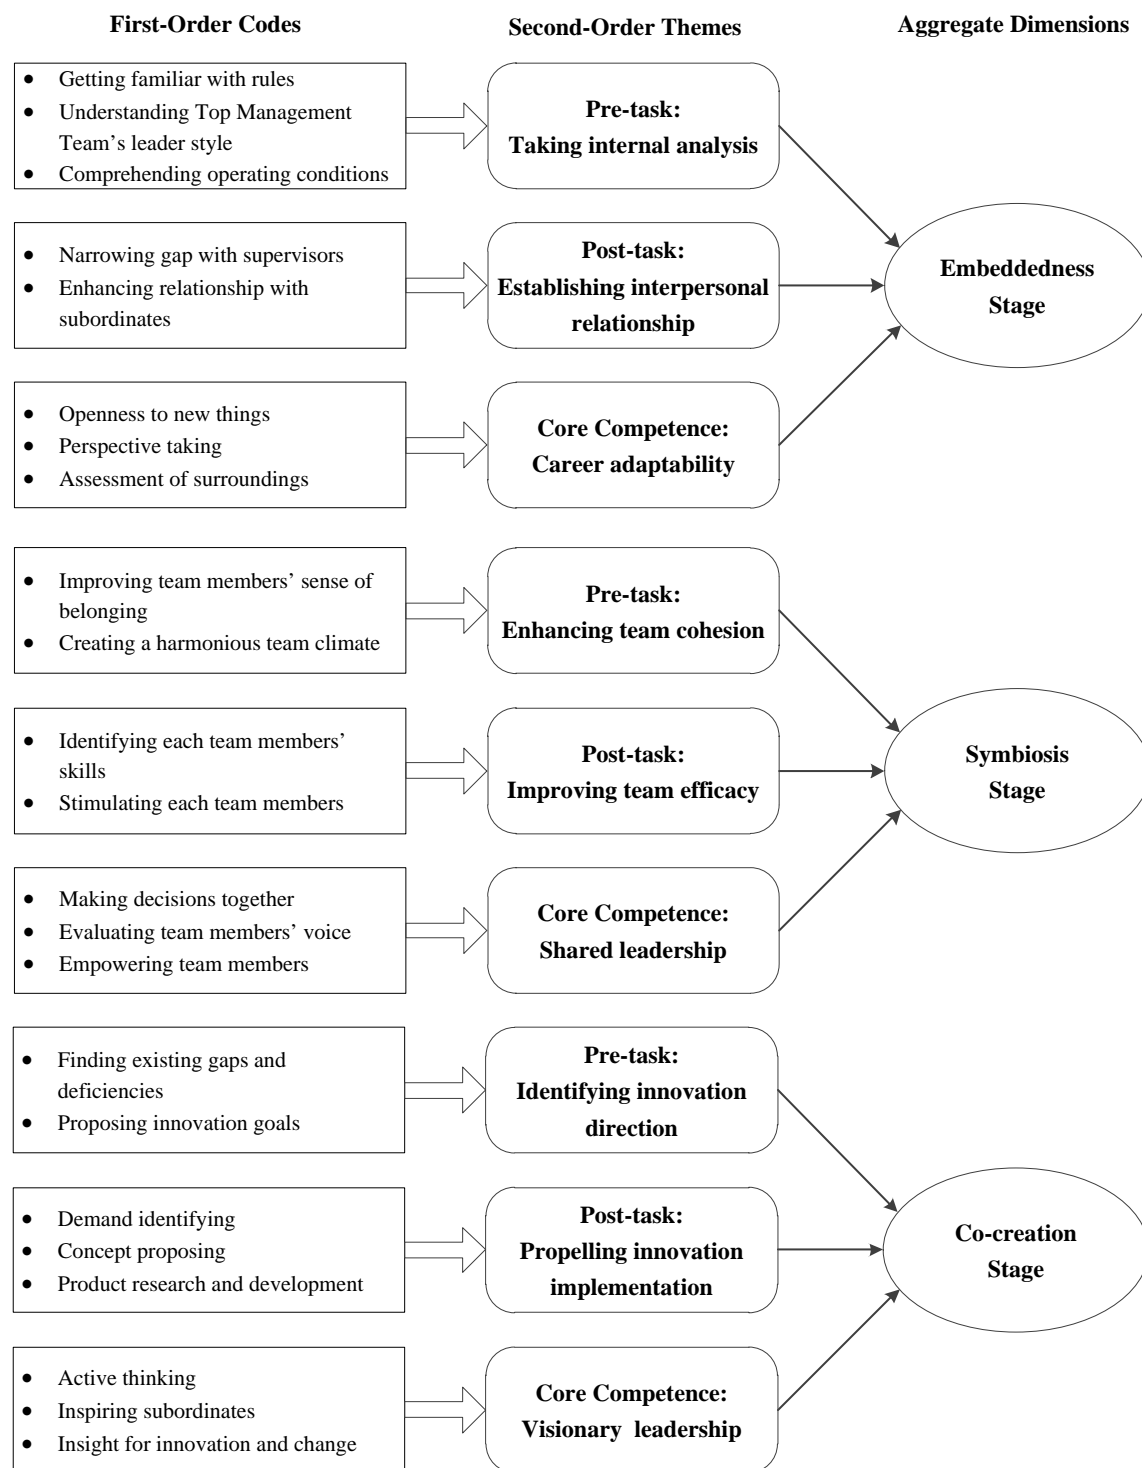 First-Order Codes
Second-Order Themes
Aggregate Dimensions
• Getting familiar with rules
• Understanding Top Management
Team’s leader style
• Comprehending operating conditions
Pre-task:
Taking internal analysis
• Narrowing gap with supervisors
• Enhancing relationship with
subordinates
Post-task:
Establishing interpersonal
relationship
Embeddedness
Stage
• Openness to new things
• Perspective taking
• Assessment of surroundings
Core Competence:
Career adaptability
• Improving team members’ sense of
belonging
• Creating a harmonious team climate
Pre-task:
Enhancing team cohesion
• Identifying each team members’
skills
• Stimulating each team members
Post-task:
Improving team efficacy
Symbiosis
Stage
• Making decisions together
• Evaluating team members’ voice
• Empowering team members
Core Competence:
Shared leadership
• Finding existing gaps and
deficiencies
• Proposing innovation goals
Pre-task:
Identifying innovation
direction
• Demand identifying
• Concept proposing
• Product research and development
Post-task:
Propelling innovation
implementation
Co-creation
Stage
• Active thinking
• Inspiring subordinates
• Insight for innovation and change
Core Competence:
Visionary  leadership